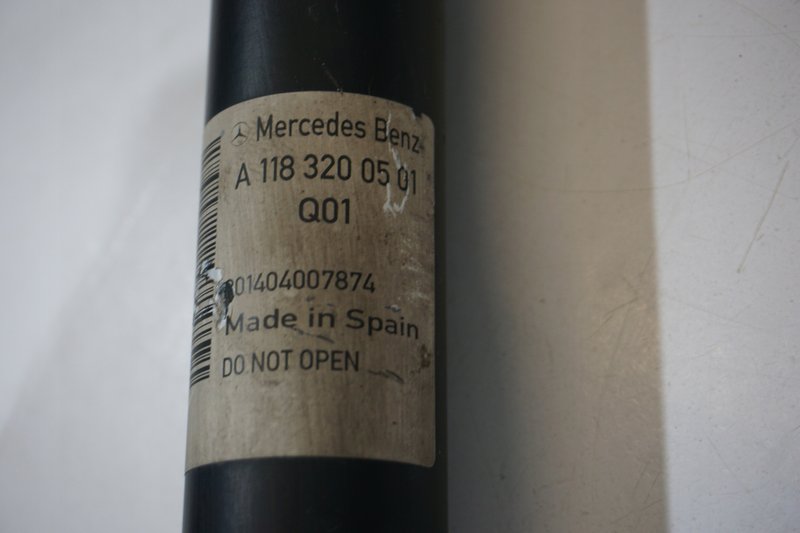 Mercedes Benz
A 118 320 05 01
Q01
01404007874
Made in Spain
DO NOT OPEN